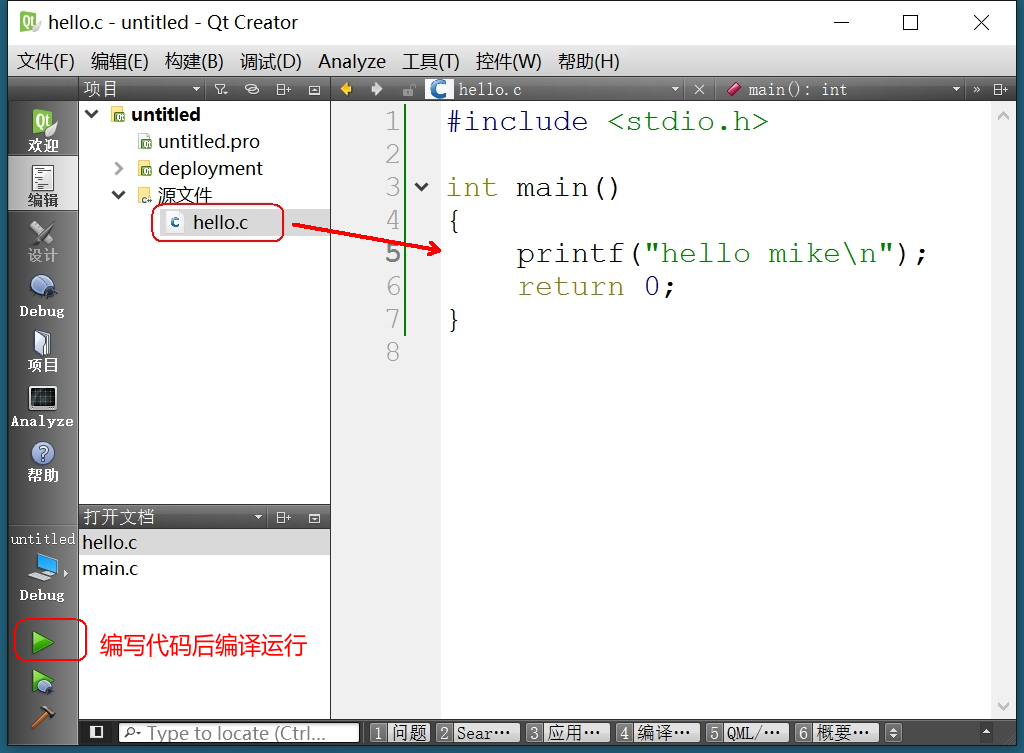 hello.c - untitled - Qt Creator
文件(F) 编辑(E) 构建(B) 调试(D) Analyze 工具(T) 控件(W) 帮助(H)
项目
hello.c
main(): int
Qt
欢迎
编辑
设计
Debug
项目
Analyze
帮助
untitled
Debug
untitled
untitled.pro
deployment
源文件
hello.c
1 #include <stdio.h>
2
3 int main()
4 {
5 printf("hello mike\n");
6 return 0;
7 }
8
打开文档
hello.c
main.c
编写代码后编译运行
Type to locate (Ctrl...
1 问题
2 Sear...
3 应用...
4 编译...
5 QML/...
6 概要...